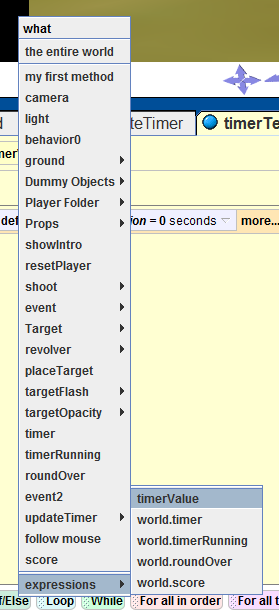 what
the entire world
my first method
camera
light
behavior0
ground
Dummy Objects
Player Folder
Props
showIntro
resetPlayer
shoot
event
Target
revolver
placeTarget
targetFlash
targetOpacity
timer
timerRunning
roundOver
event2
updateTimer
follow mouse
score
expressions
timerValue
world.timer
world.timerRunning
world.roundOver
world.score
d
teTimer
timerTe
mer
def
ion = 0 seconds
more...
f/Else
Loop
While
For all in order
For all t